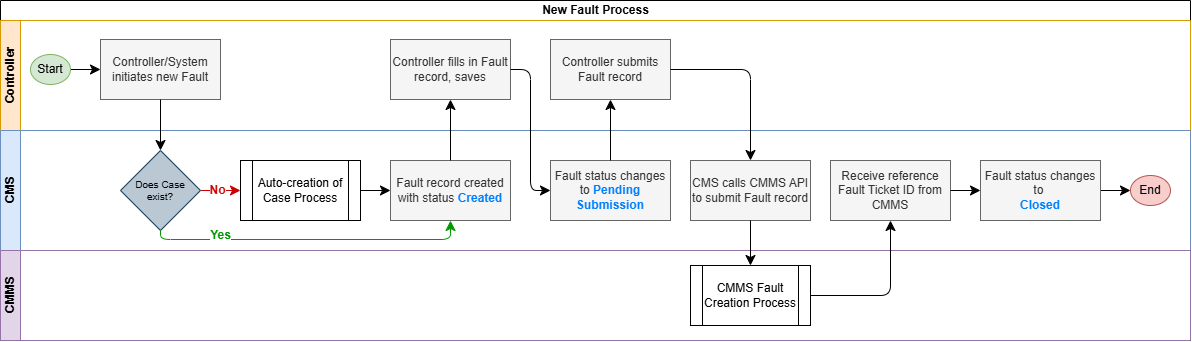 New Fault Process
Controller
Start
Controller/System
initiates new Fault
Controller fills in Fault
record, saves
Controller submits
Fault record
CMS
Does Case
exist?
No
Yes
Auto-creation of
Case Process
Fault record created
with status Created
Fault status changes
to Pending
Submission
CMS calls CMMS API
to submit Fault record
Receive reference
Fault Ticket ID from
CMMS
Fault status changes
to
Closed
End
CMMS
CMMS Fault
Creation Process